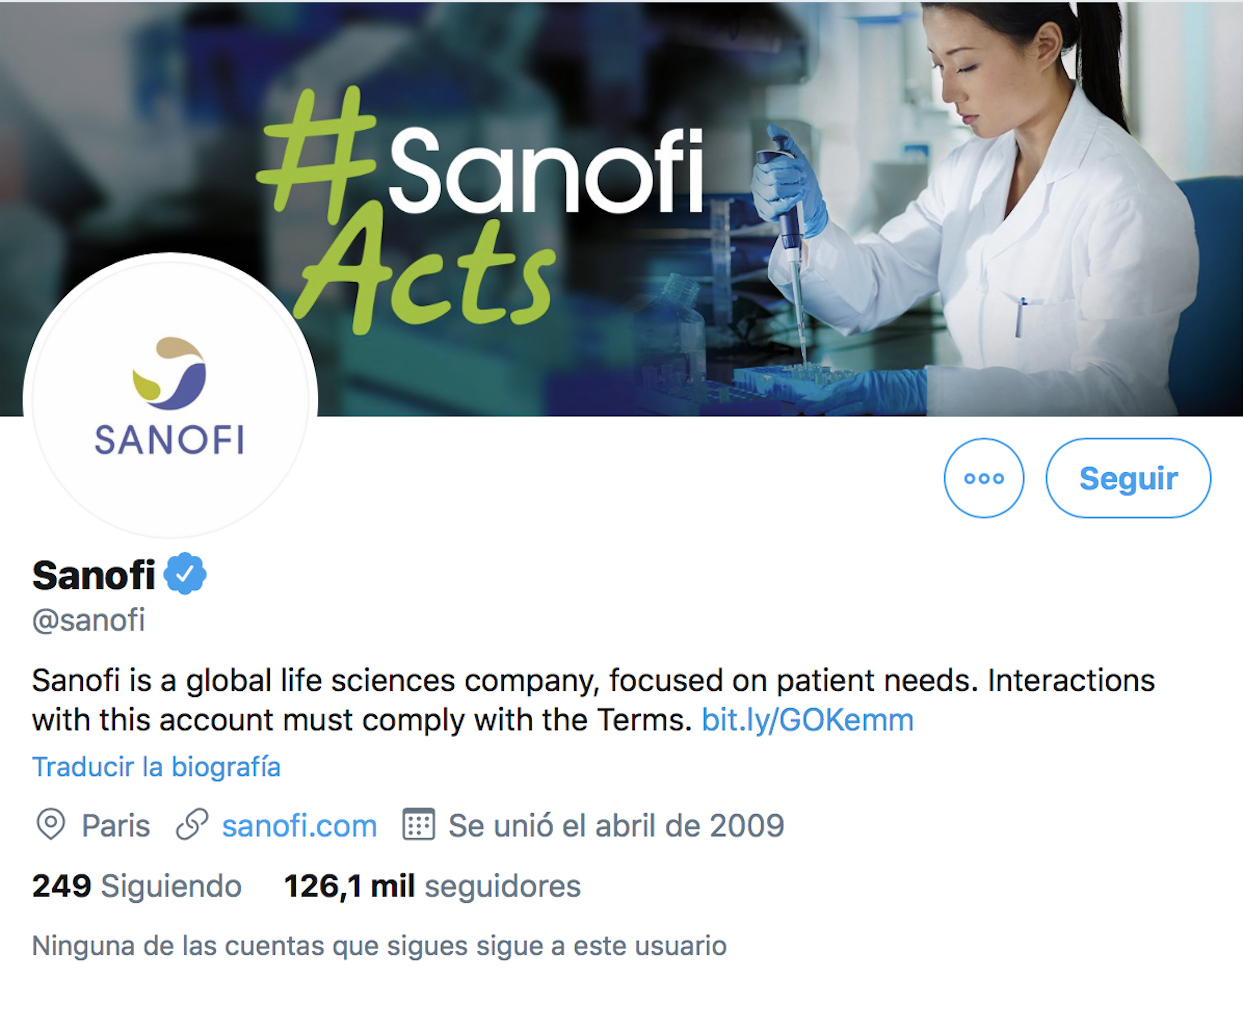 #Sanofi
Acts
SANOFI
Seguir
Sanofi
@sanofi
Sanofi is a global life sciences company, focused on patient needs. Interactions
with this account must comply with the Terms. bit.ly/GOKemm
Traducir la biografía
Paris sanofi.com Se unió el abril de 2009
249 Siguiendo 126,1 mil seguidores
Ninguna de las cuentas que sigues sigue a este usuario